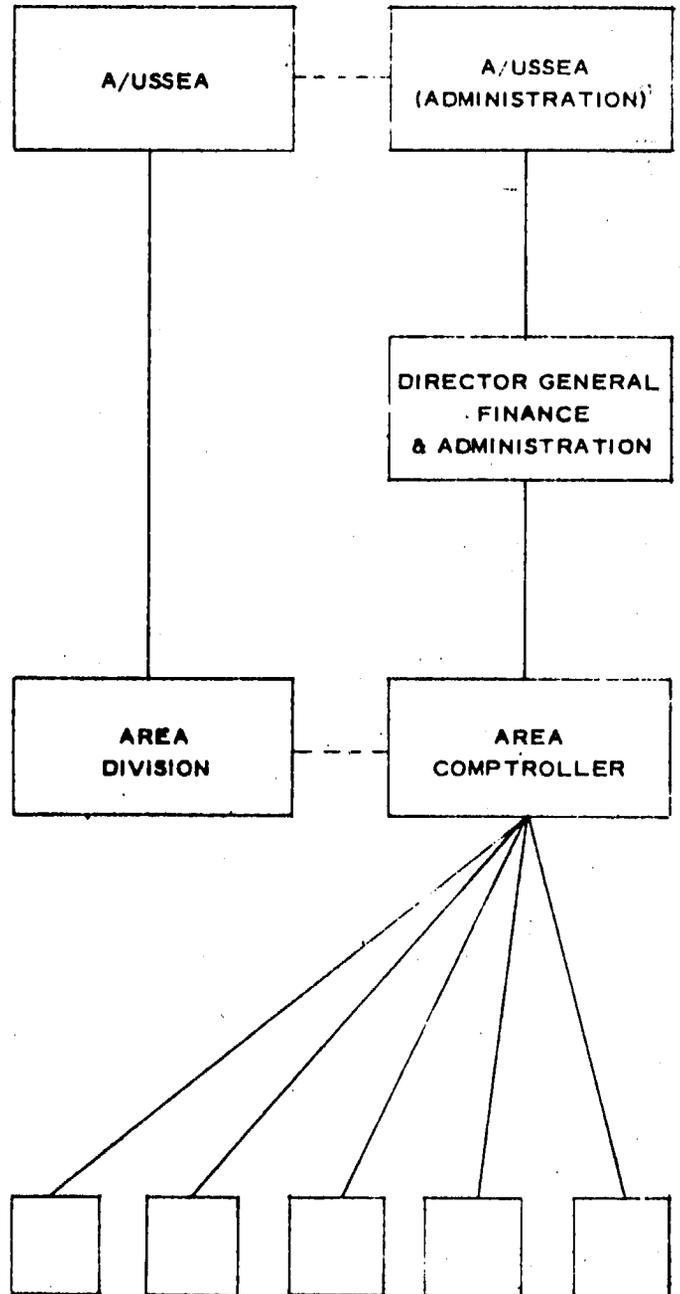 A/USSEA
A/USSEA
(ADMINISTRATION)
DIRECTOR GENERAL
FINANCE
& ADMINISTRATION
AREA
DIVISION
AREA
COMPTROLLER